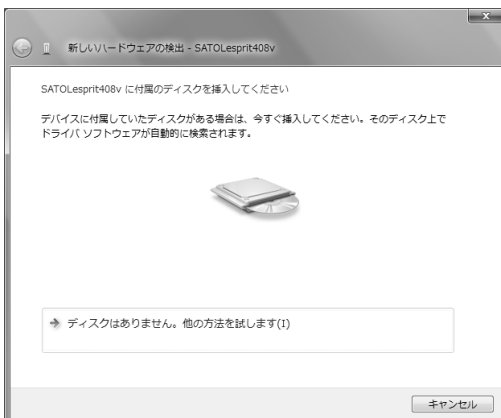 新しいハードウェアの検出 - SATOLesprit408v
SATOLesprit408v に付属のディスクを挿入してください
デバイスに付属していたディスクがある場合は、今すぐ挿入してください。そのディスク上で
ドライバ ソフトウェアが自動的に検索されます。
ディスクはありません。他の方法を試します(I)
キャンセル